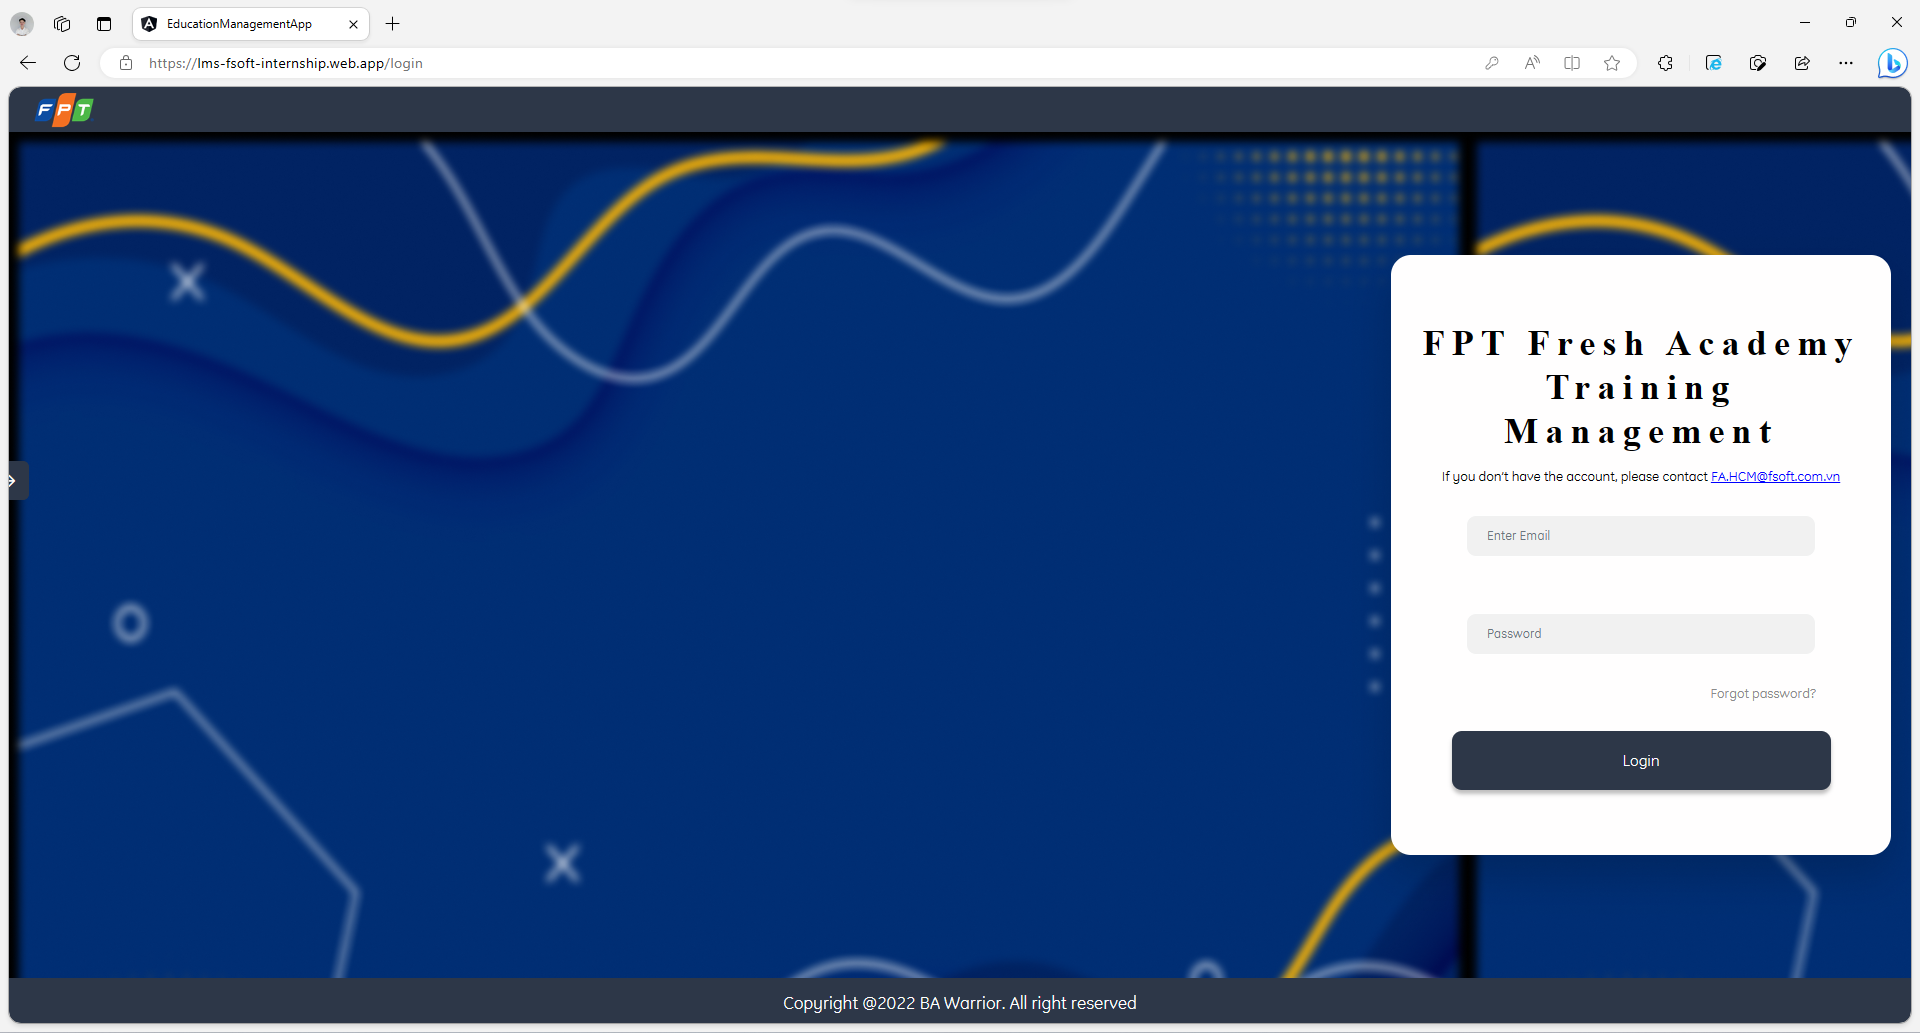 EducationManagementApp
https://lms-fsoft-internship.web.app/login
FPT
FPT Fresh Academy
Training
Management
If you don't have the account, please contact FA.HCM@fsoft.com.vn
Enter Email
Password
Forgot password?
Login
Copyright @2022 BA Warrior. All right reserved